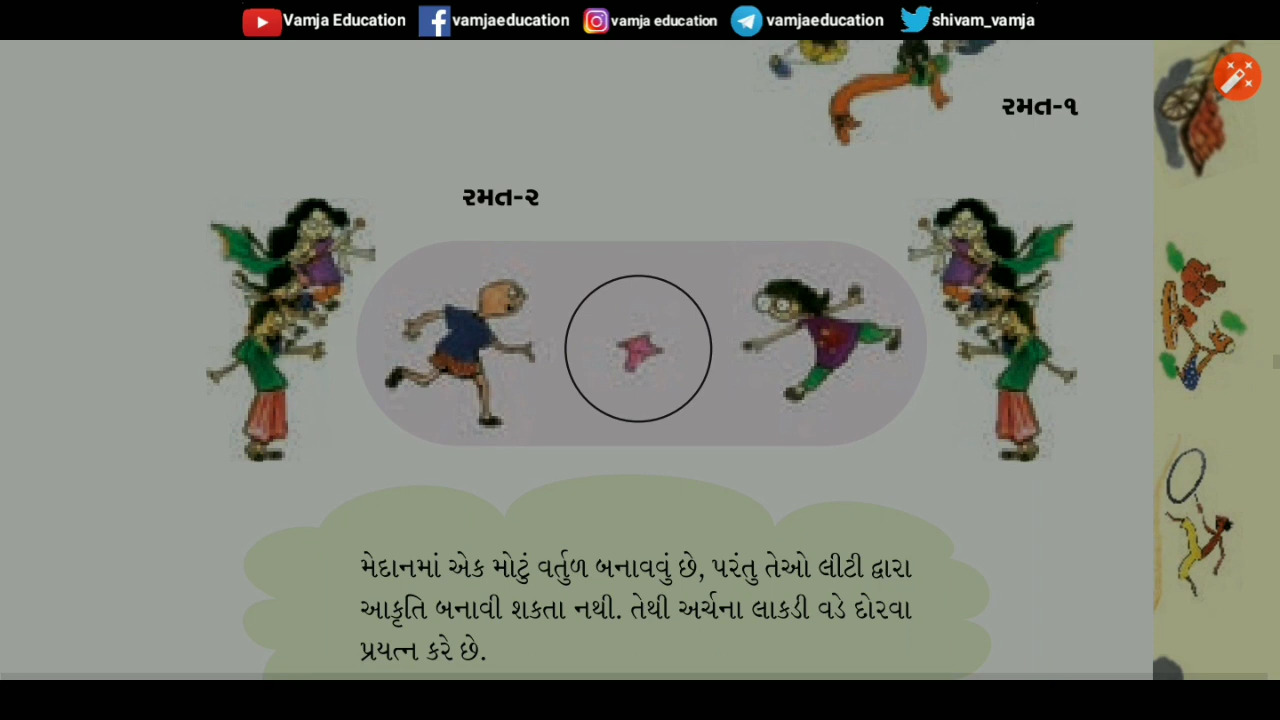 Vamja Education vamjaeducation vamja education vamjaeducation shivam_vamja
રમત-૧
રમત-૨
મેદાનમાં એક મોટું વર્તુળ બનાવવું છે, પરંતુ તેઓ લીટી દ્વારા
આકૃતિ બનાવી શકતા નથી. તેથી અર્ચના લાકડી વડે દોરવા
પ્રયત્ન કરે છે.